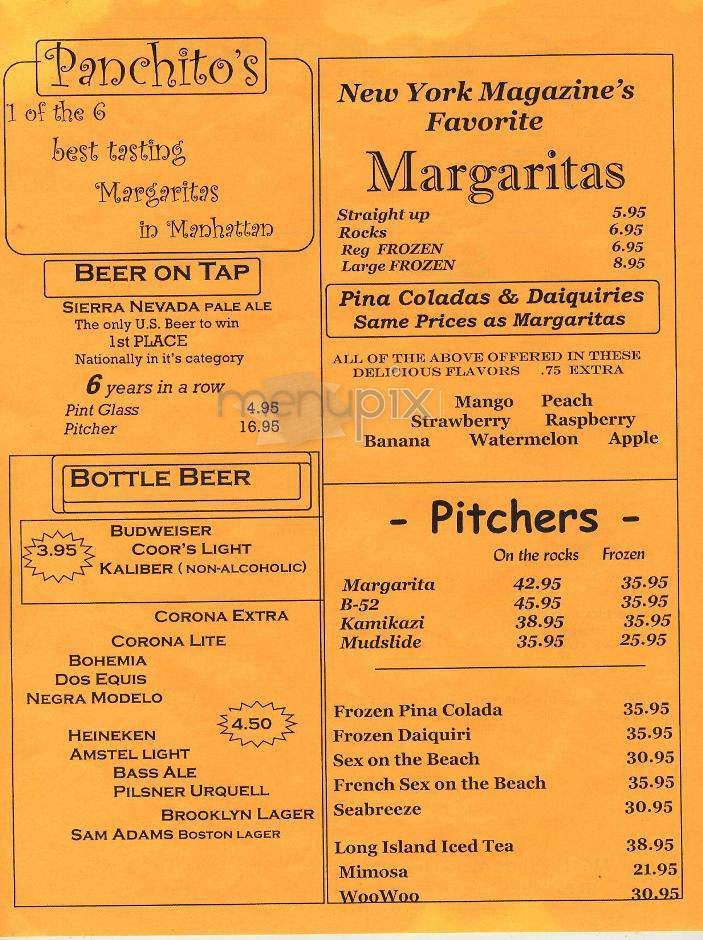 Panchito's
1 of the 6
best tasting
Margaritas
in Manhattan
BEER ON TAP
SIERRA NEVADA PALE ALE
The only U.S. Beer to win
1st PLACE
Nationally in it's category
6 years in a row
Pint Glass 4.95
Pitcher 16.95
menupix
BOTTLE BEER
3.95
BUDWEISER
COOR'S LIGHT
KALIBER (NON-ALCOHOLIC)
CORONA EXTRA
CORONA LITE
BOHEMIA
DOS EQUIS
NEGRA MODELO
4.50
HEINEKEN
AMSTEL LIGHT
BASS ALE
PILSNER URQUELL
BROOKLYN LAGER
SAM ADAMS BOSTON LAGER
New York Magazine's
Favorite
Margaritas
Straight up 5.95
Rocks 6.95
Reg FROZEN 6.95
Large FROZEN 8.95
Pina Coladas & Daiquiries
Same Prices as Margaritas
ALL OF THE ABOVE OFFERED IN THESE
DELICIOUS FLAVORS .75 EXTRA
Mango Peach
Strawberry Raspberry
Banana Watermelon Apple
- Pitchers -
On the rocks Frozen
Margarita 42.95 35.95
B-52 45.95 35.95
Kamikazi 38.95 35.95
Mudslide 35.95 25.95
Frozen Pina Colada 35.95
Frozen Daiquiri 35.95
Sex on the Beach 30.95
French Sex on the Beach 35.95
Seabreeze 30.95
Long Island Iced Tea 38.95
Mimosa 21.95
WooWoo 30.95